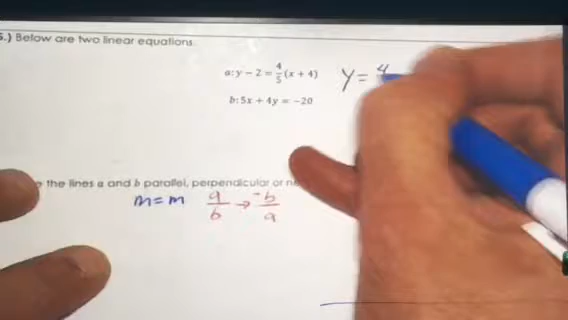 5.) Below are two linear equations.
a: y − 2 = 4/5 (x + 4) y = 4
b: 5x + 4y = −20
the lines a and b parallel, perpendicular or ne
m = m a/b → -b/a